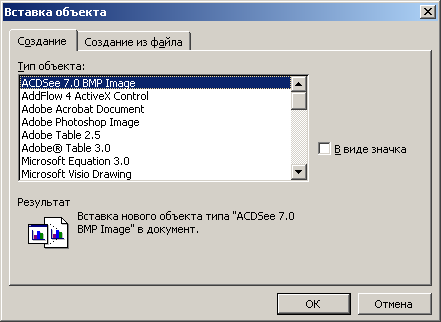 Вставка объекта
Создание
Создание из файла
Тип объекта:
ACDSee 7.0 BMP Image
AddFlow 4 ActiveX Control
Adobe Acrobat Document
Adobe Photoshop Image
Adobe Table 2.5
Adobe® Table 3.0
Microsoft Equation 3.0
Microsoft Visio Drawing
В виде значка
Результат
Вставка нового объекта типа "ACDSee 7.0
BMP Image" в документ.
OK
Отмена